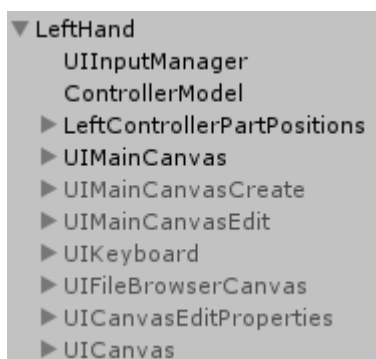 LeftHand
UIInputManager
ControllerModel
LeftControllerPartPositions
UIMainCanvas
UIMainCanvasCreate
UIMainCanvasEdit
UIKeyboard
UIFileBrowserCanvas
UICanvasEditProperties
UICanvas